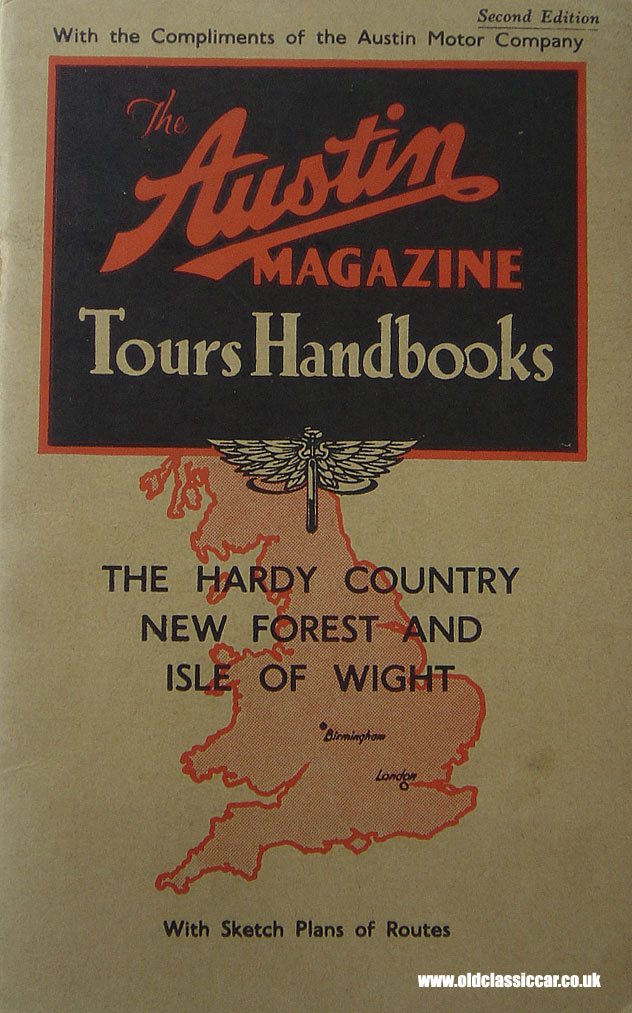 Second Edition
With the Compliments of the Austin Motor Company
The
Austin
MAGAZINE
Tours Handbooks
THE HARDY COUNTRY
NEW FOREST AND
ISLE OF WIGHT
Birmingham
London
With Sketch Plans of Routes
www.oldclassiccar.co.uk